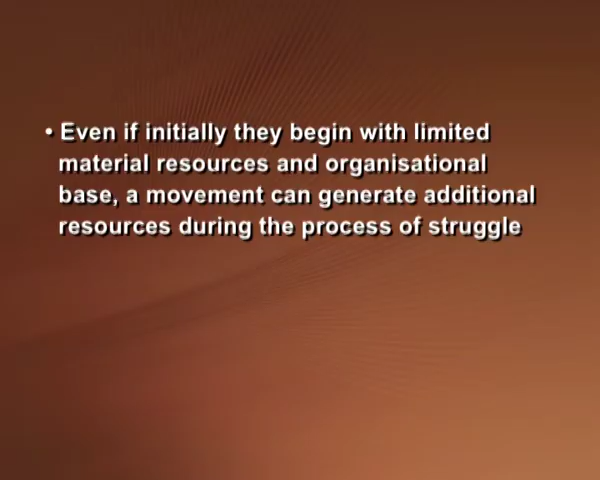 • Even if initially they begin with limited
material resources and organisational
base, a movement can generate additional
resources during the process of struggle